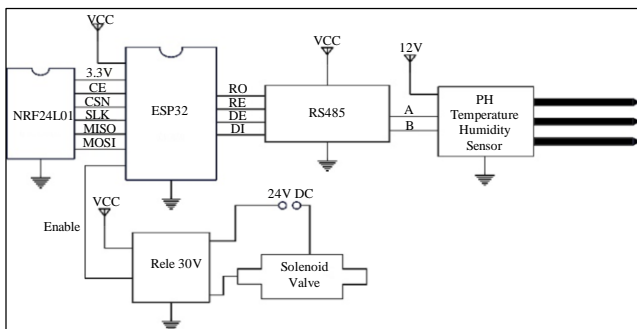 VCC
NRF24L01
3.3V
CE
CSN
SLK
MISO
MOSI
ESP32
RO
RE
DE
DI
VCC
RS485
A
B
12V
PH
Temperature
Humidity
Sensor
Enable
VCC
Rele 30V
24V DC
Solenoid
Valve